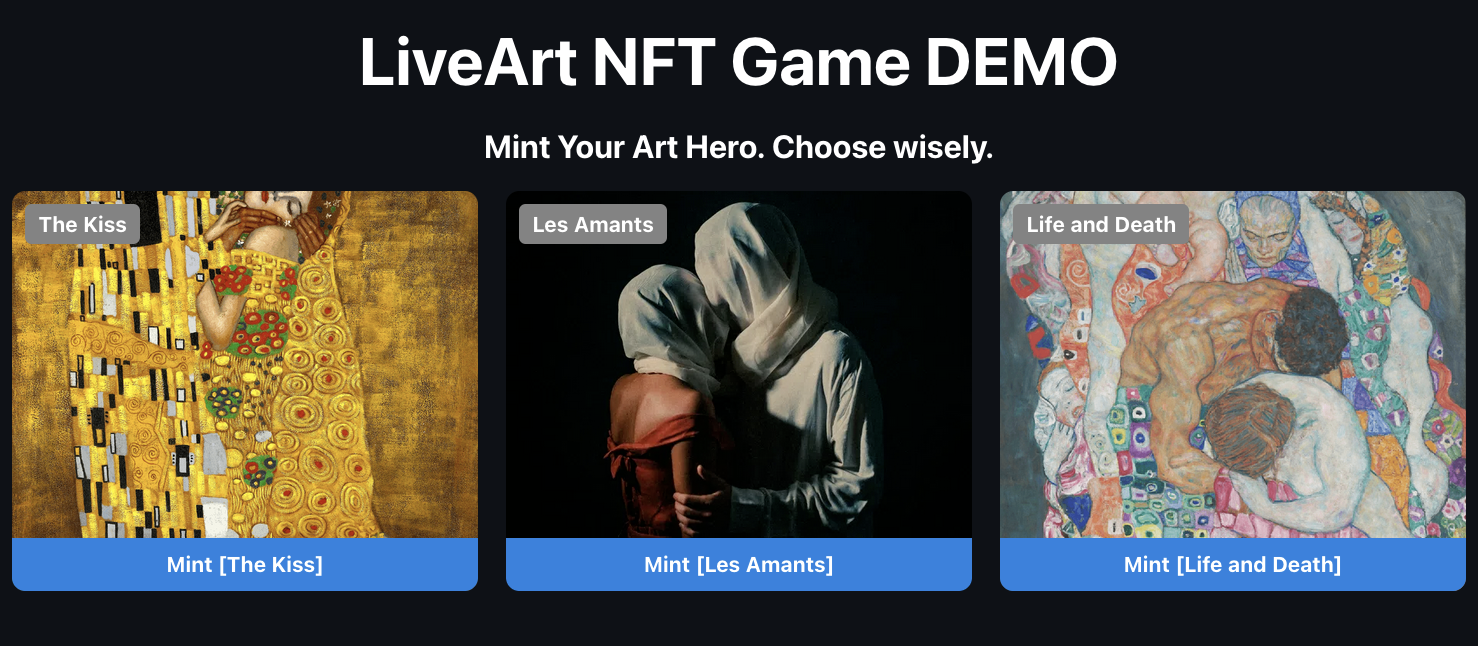 LiveArt NFT Game DEMO
Mint Your Art Hero. Choose wisely.
The Kiss
Les Amants
Life and Death
Mint [The Kiss]
Mint [Les Amants]
Mint [Life and Death]